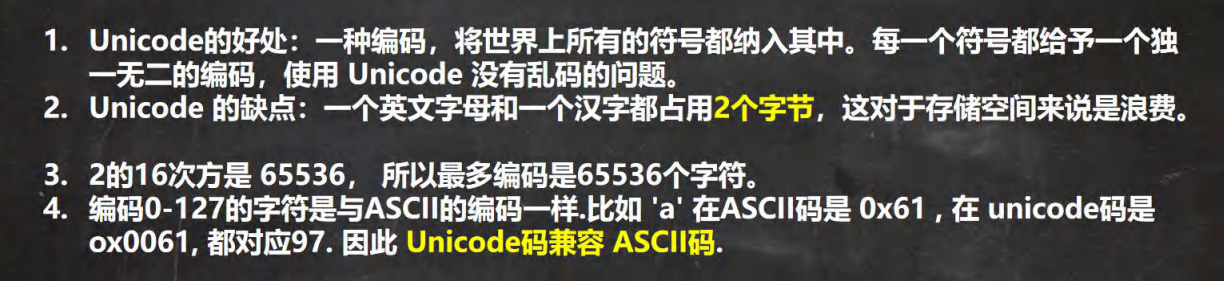 1. Unicode的好处：一种编码，将世界上所有的符号都纳入其中。每一个符号都给予一个独
一无二的编码，使用 Unicode 没有乱码的问题。
2. Unicode 的缺点：一个英文字母和一个汉字都占用2个字节，这对于存储空间来说是浪费。
3. 2的16次方是 65536， 所以最多编码是65536个字符。
4. 编码0-127的字符是与ASCII的编码一样.比如 'a' 在ASCII码是 0x61 , 在 unicode码是
ox0061, 都对应97. 因此 Unicode码兼容 ASCII码.